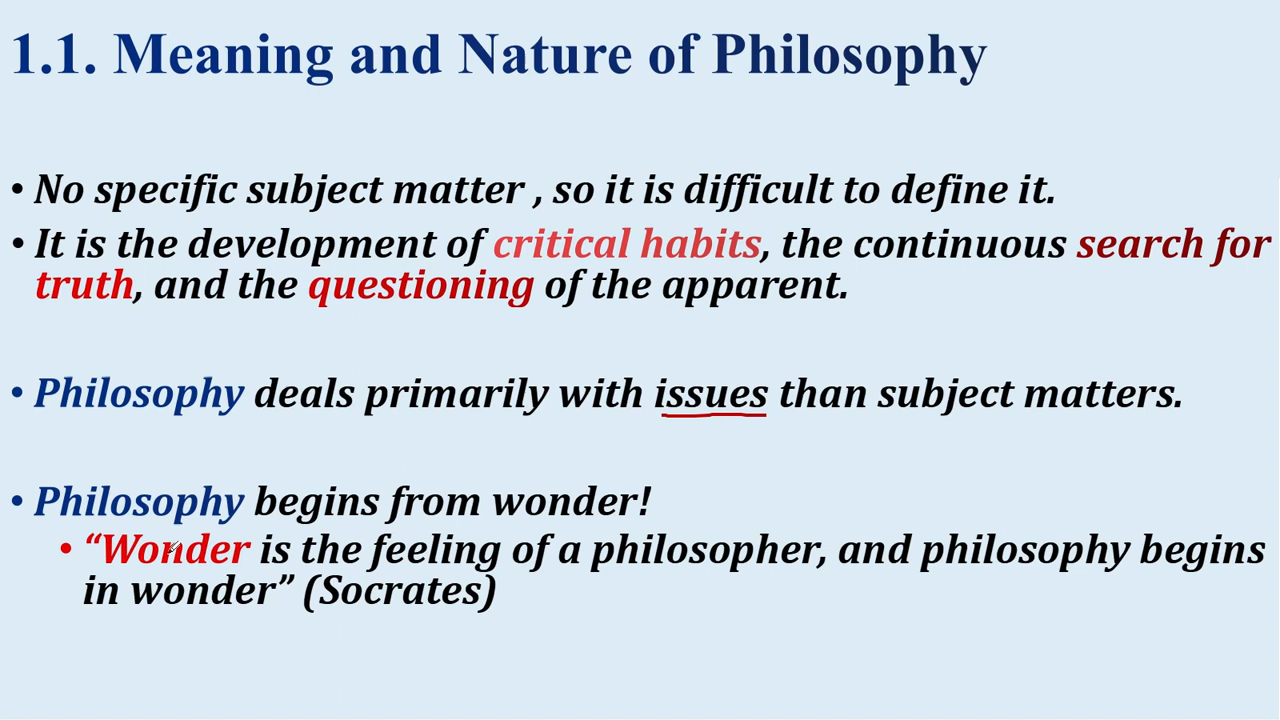 1.1. Meaning and Nature of Philosophy
• No specific subject matter , so it is difficult to define it.
• It is the development of critical habits, the continuous search for
truth, and the questioning of the apparent.
• Philosophy deals primarily with issues than subject matters.
• Philosophy begins from wonder!
• “Wonder is the feeling of a philosopher, and philosophy begins
in wonder” (Socrates)